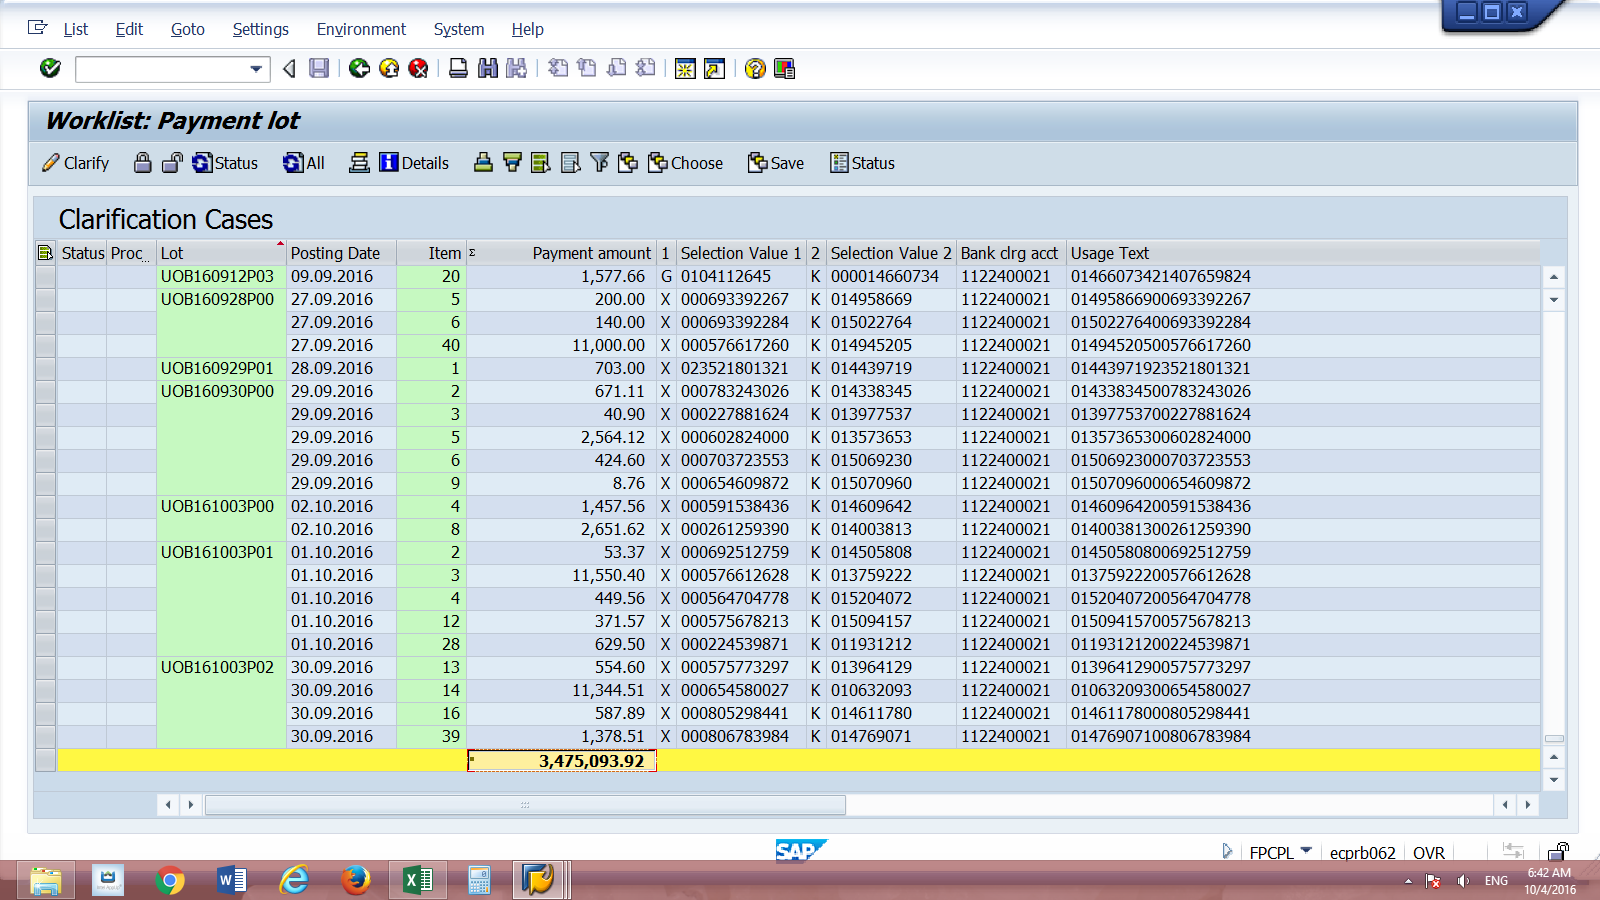 List Edit Goto Settings Environment System Help
Worklist: Payment lot
Clarify Status All Details Choose Save Status
Clarification Cases
Status Proc... Lot Posting Date Item Σ Payment amount 1 Selection Value 1 2 Selection Value 2 Bank clrg acct Usage Text
UOB160912P03 09.09.2016 20 1,577.66 G 0104112645 K 000014660734 1122400021 01466073421407659824
UOB160928P00 27.09.2016 5 200.00 X 000693392267 K 014958669 1122400021 01495866900693392267
27.09.2016 6 140.00 X 000693392284 K 015022764 1122400021 01502276400693392284
27.09.2016 40 11,000.00 X 000576617260 K 014945205 1122400021 01494520500576617260
UOB160929P01 28.09.2016 1 703.00 X 023521801321 K 014439719 1122400021 01443971923521801321
UOB160930P00 29.09.2016 2 671.11 X 000783243026 K 014338345 1122400021 01433834500783243026
29.09.2016 3 40.90 X 000227881624 K 013977537 1122400021 01397753700227881624
29.09.2016 5 2,564.12 X 000602824000 K 013573653 1122400021 01357365300602824000
29.09.2016 6 424.60 X 000703723553 K 015069230 1122400021 01506923000703723553
29.09.2016 9 8.76 X 000654609872 K 015070960 1122400021 01507096000654609872
UOB161003P00 02.10.2016 4 1,457.56 X 000591538436 K 014609642 1122400021 01460964200591538436
02.10.2016 8 2,651.62 X 000261259390 K 014003813 1122400021 01400381300261259390
UOB161003P01 01.10.2016 2 53.37 X 000692512759 K 014505808 1122400021 01450580800692512759
01.10.2016 3 11,550.40 X 000576612628 K 013759222 1122400021 01375922200576612628
01.10.2016 4 449.56 X 000564704778 K 015204072 1122400021 01520407200564704778
01.10.2016 12 371.57 X 000575678213 K 015094157 1122400021 01509415700575678213
01.10.2016 28 629.50 X 000224539871 K 011931212 1122400021 01193121200224539871
UOB161003P02 30.09.2016 13 554.60 X 000575773297 K 013964129 1122400021 01396412900575773297
30.09.2016 14 11,344.51 X 000654580027 K 010632093 1122400021 01063209300654580027
30.09.2016 16 587.89 X 000805298441 K 014611780 1122400021 01461178000805298441
30.09.2016 39 1,378.51 X 000806783984 K 014769071 1122400021 01476907100806783984
3,475,093.92
SAP FPCPL ecprb062 OVR
ENG 6:42 AM
10/4/2016